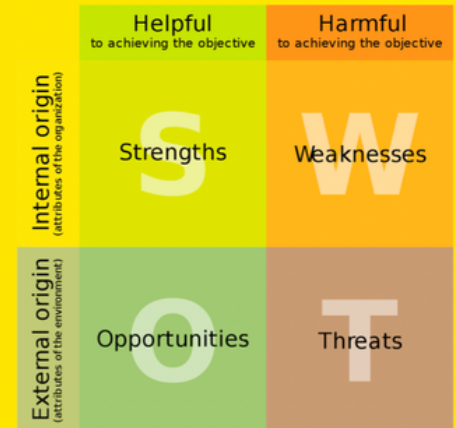 Helpful
to achieving the objective
Harmful
to achieving the objective
Internal origin
(attributes of the organization)
S
Strengths
W
Weaknesses
External origin
(attributes of the environment)
O
Opportunities
T
Threats